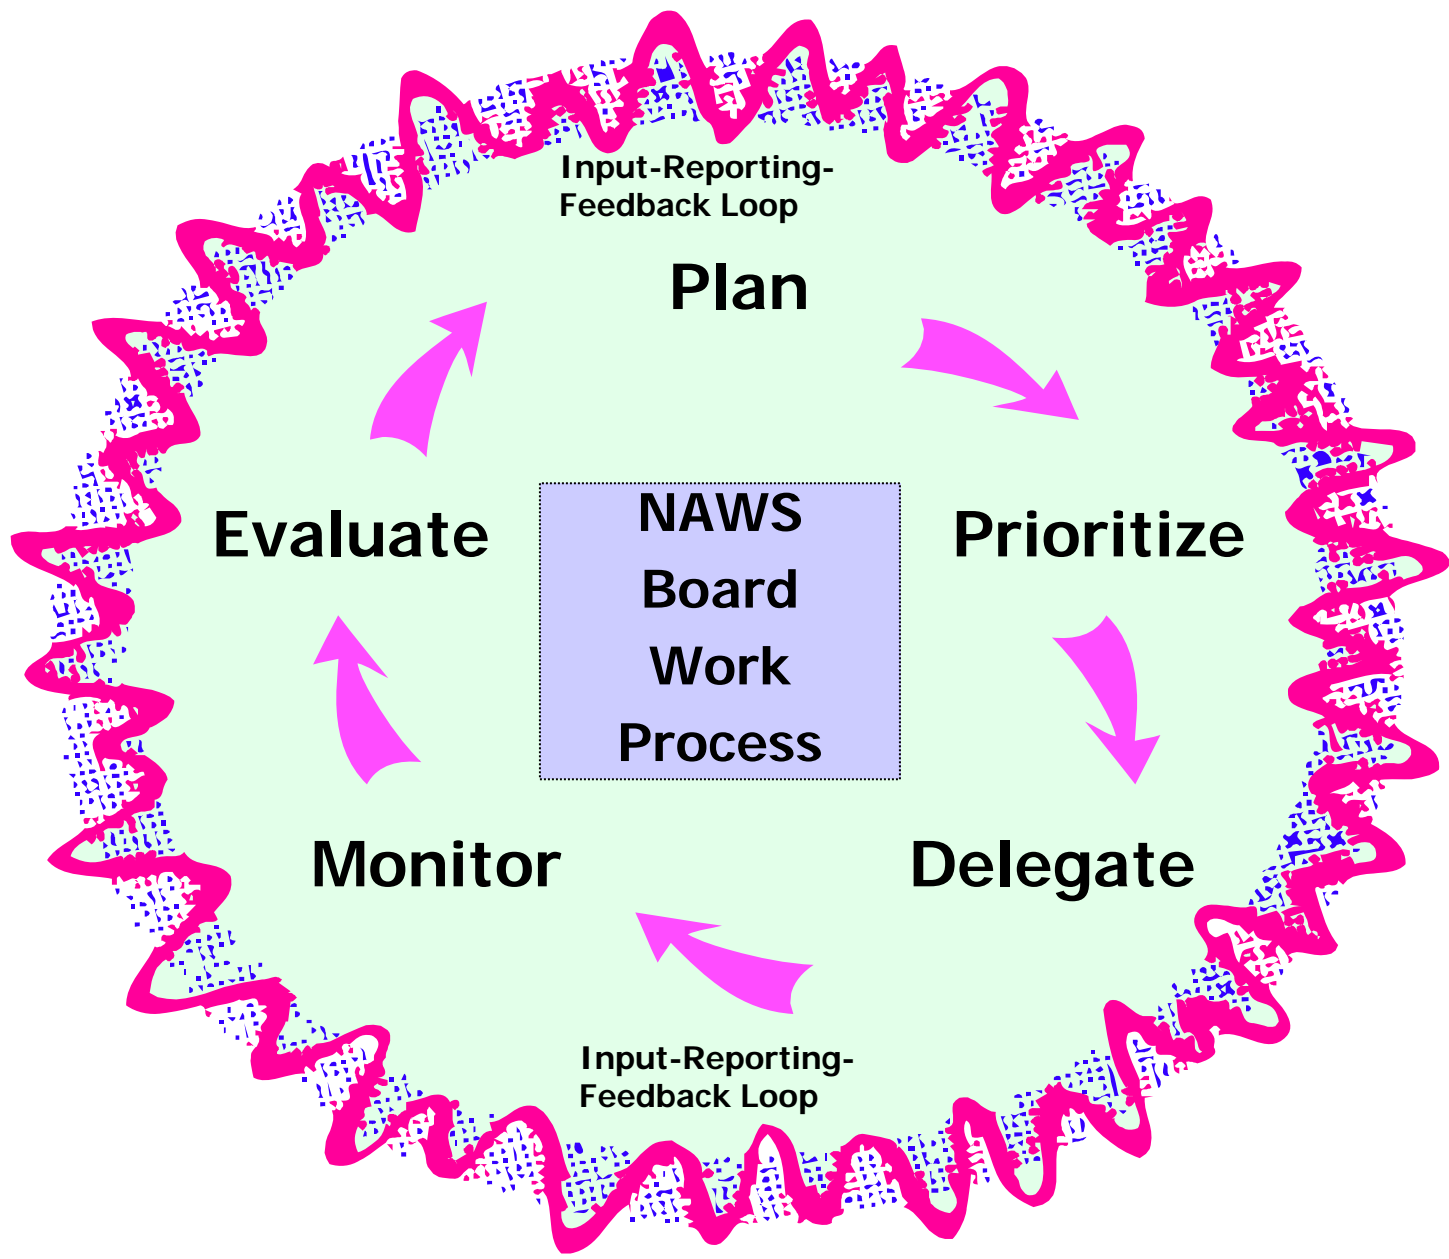 Input-Reporting-
Feedback Loop
Plan
Evaluate
NAWS
Board
Work
Process
Prioritize
Monitor
Delegate
Input-Reporting-
Feedback Loop